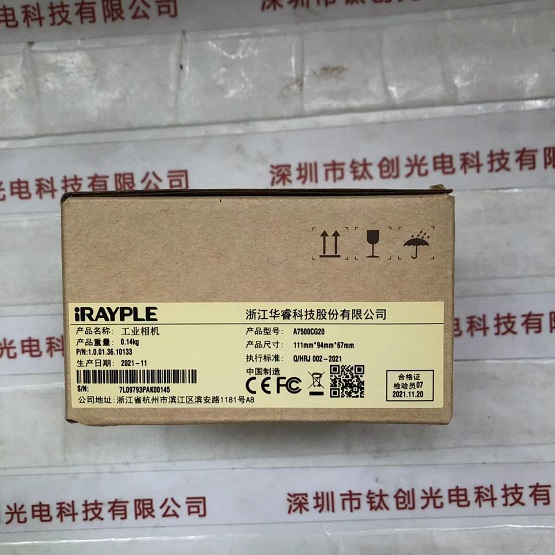 光电科技有限公司
深圳市钛创光电科技有
技有限公司
深圳市钛创光电科技有限公司
iRAYPLE
浙江华睿科技股份有限公司
产品名称: 工业相机
产品型号: A7500CG20
产品重量: 0.14kg
产品尺寸: 111mm*94mm*67mm
P/N:1.0.01.36.10133
执行标准: Q/HRJ 002-2021
生产日期: 2021-11
中国制造
CE FC
合格证
检验员07
2021.11.20
S/N: 7L09793PAK00145
公司地址: 浙江省杭州市滨江区滨安路1181号A8
光电科技有限公司
深圳市钛创光电科技有
科技有限公司
深圳市钛创光电科技有限